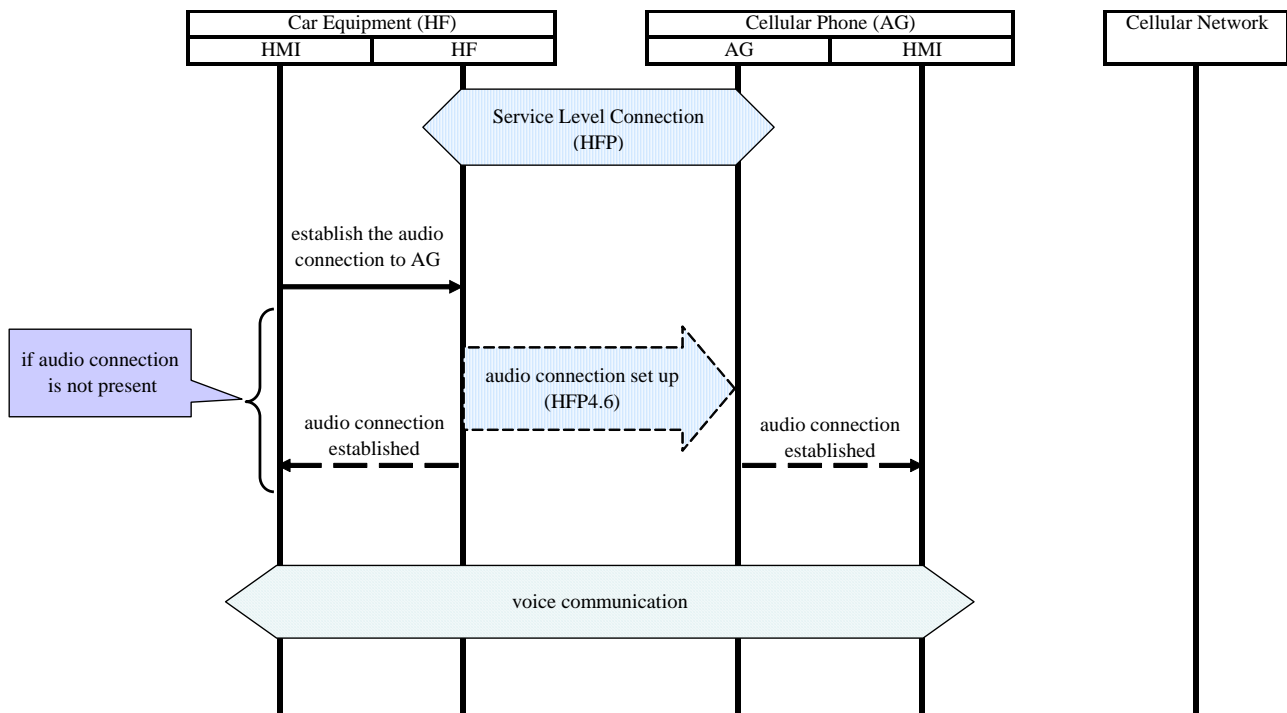 Car Equipment (HF)
Cellular Phone (AG)
Cellular Network
HMI
HF
AG
HMI
Service Level Connection
(HFP)
establish the audio
connection to AG
if audio connection
is not present
audio connection set up
(HFP4.6)
audio connection
established
audio connection
established
voice communication